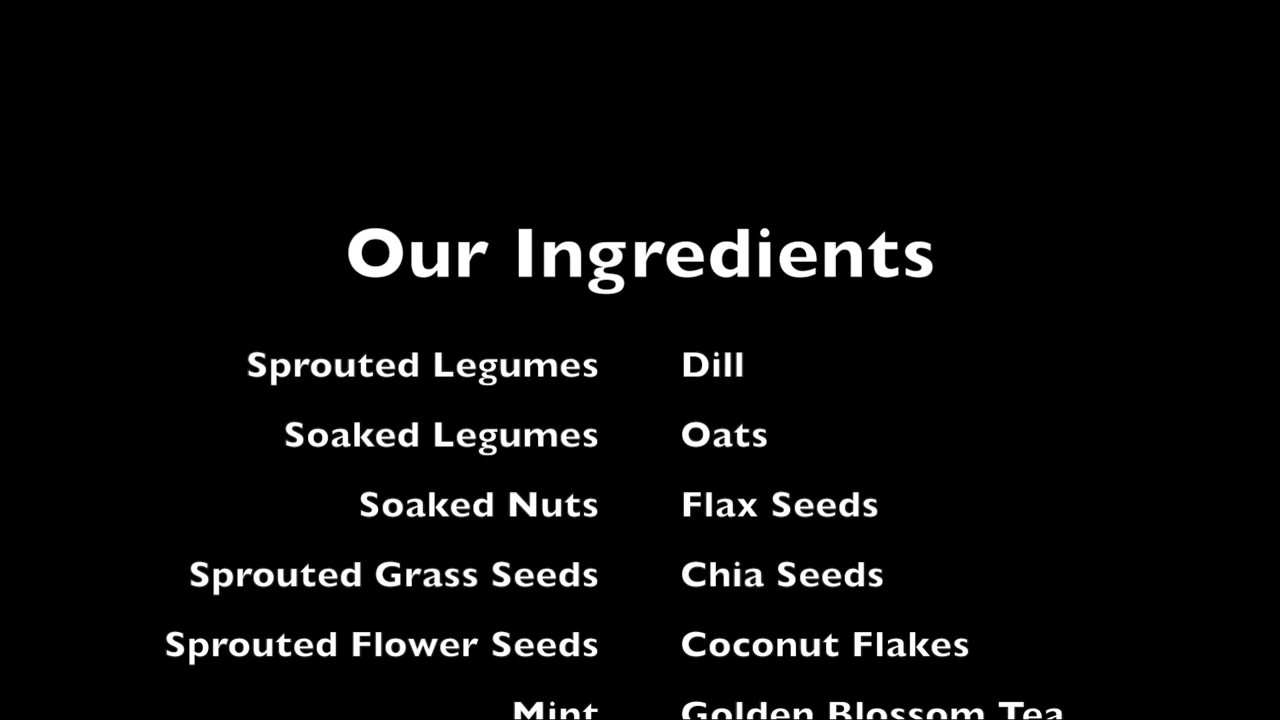 Our Ingredients
Sprouted Legumes Dill
Soaked Legumes Oats
Soaked Nuts Flax Seeds
Sprouted Grass Seeds Chia Seeds
Sprouted Flower Seeds Coconut Flakes
Mint Golden Blossom Tea